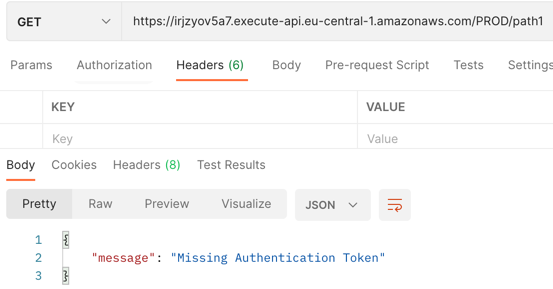 GET https://irjzyov5a7.execute-api.eu-central-1.amazonaws.com/PROD/path1
Params Authorization Headers (6) Body Pre-request Script Tests Settings
KEY VALUE
Key Value
Body Cookies Headers (8) Test Results
Pretty Raw Preview Visualize JSON
1 {
2 "message": "Missing Authentication Token"
3 }